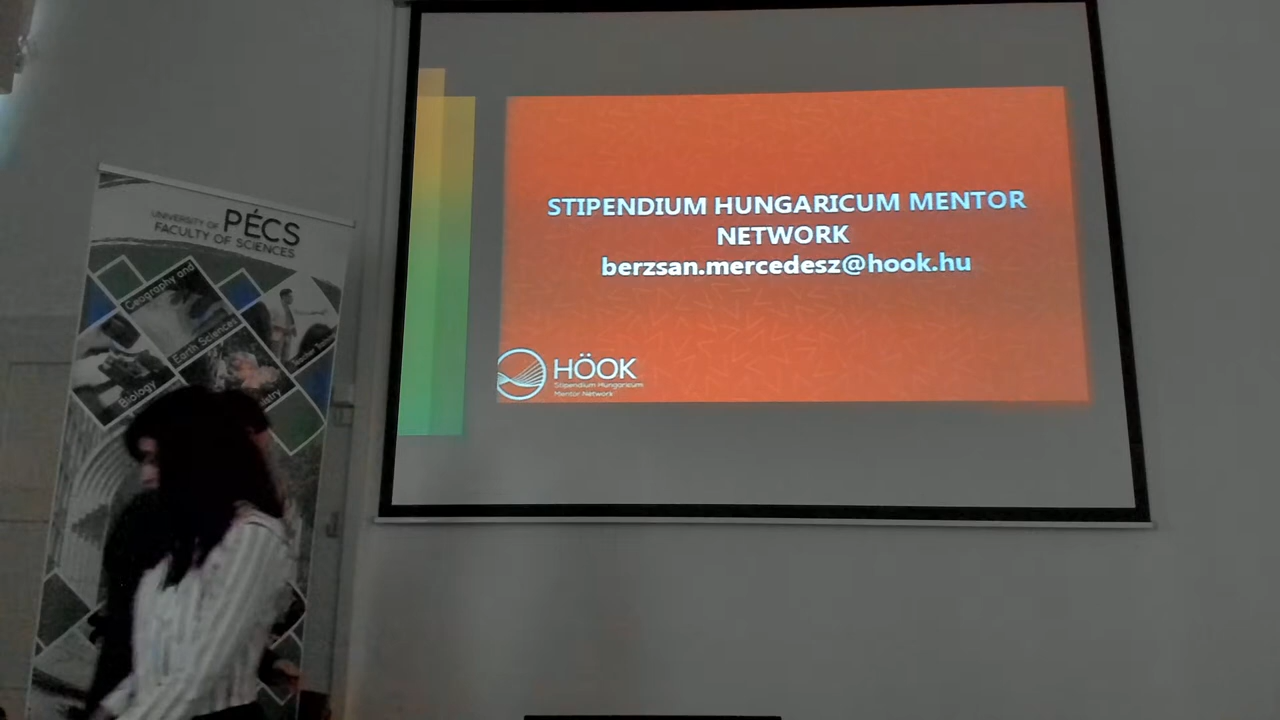 UNIVERSITY OF PÉCS
FACULTY OF SCIENCES
Geography and
Earth Sciences
Biology
STIPENDIUM HUNGARICUM MENTOR
NETWORK
berzsan.mercedesz@hook.hu
HÖOK
Stipendium Hungaricum
Mentor Network